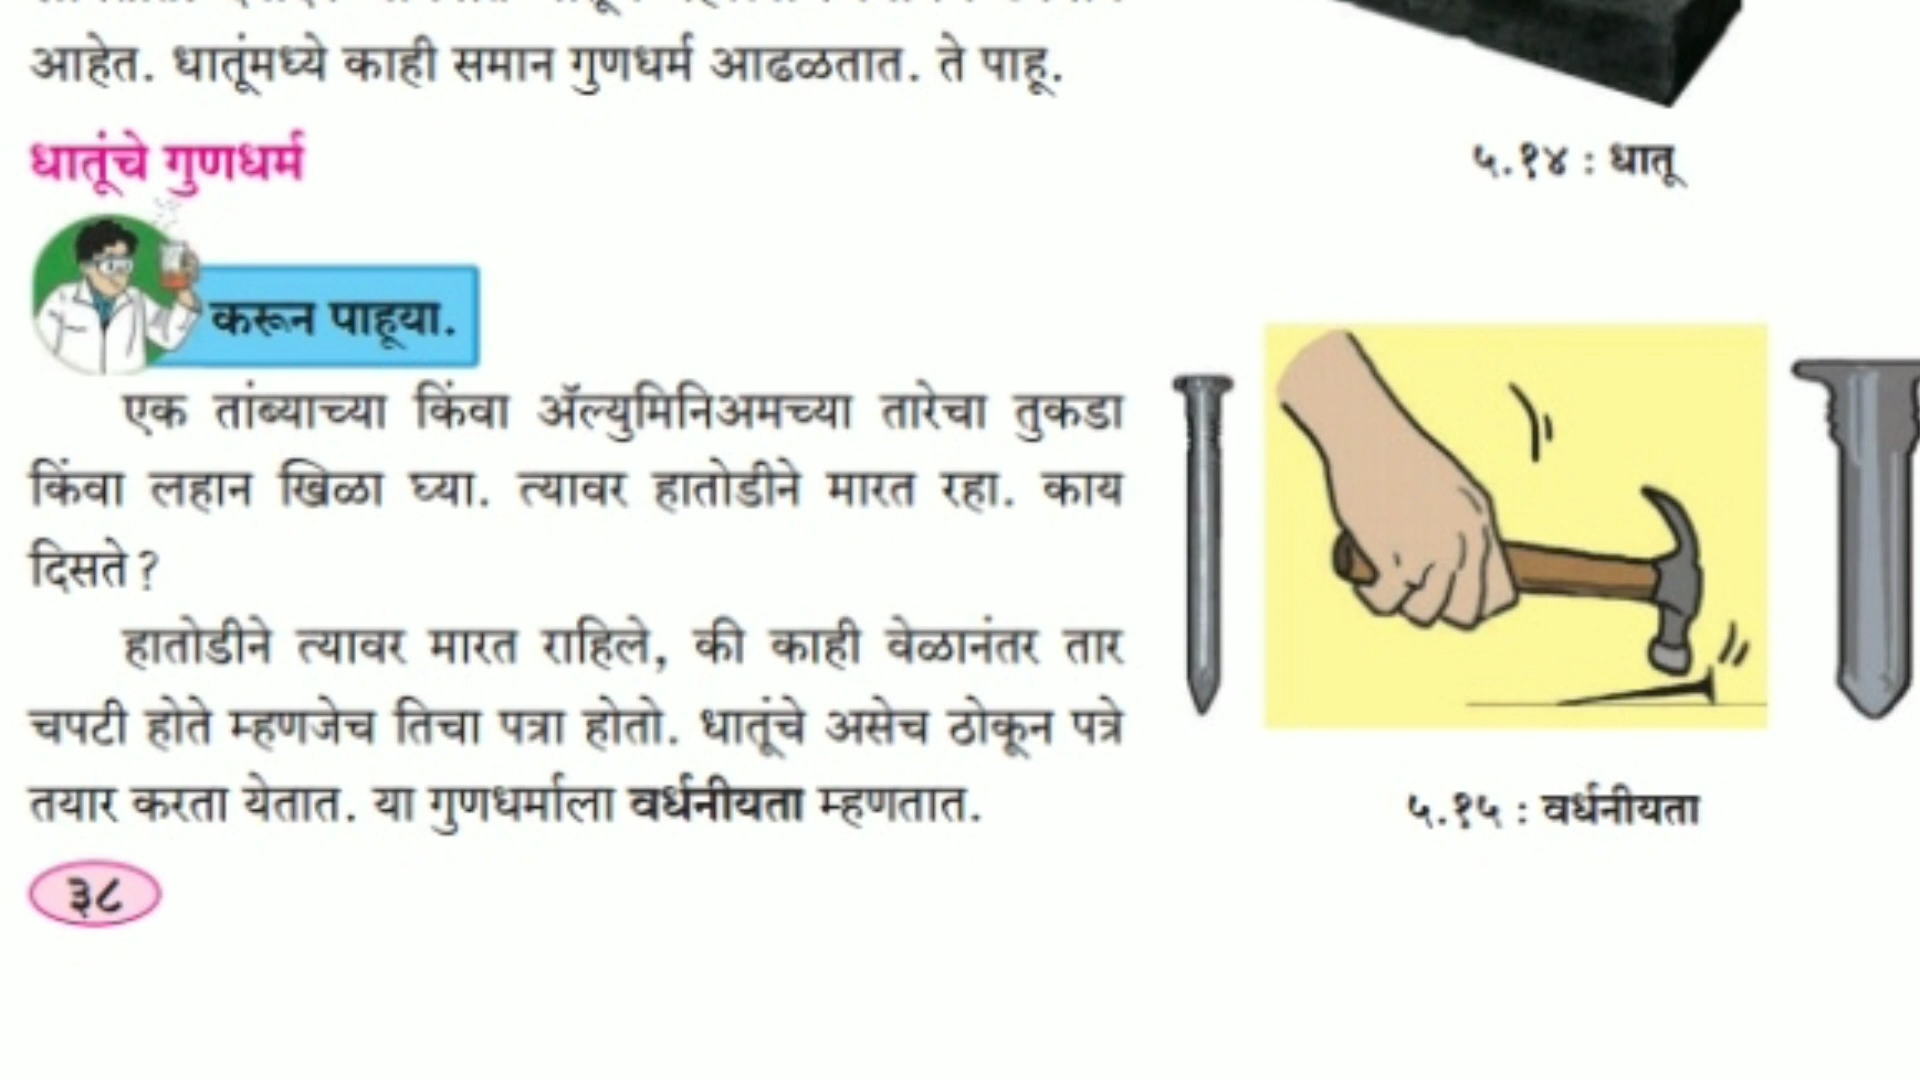 आहेत. धातूंमध्ये काही समान गुणधर्म आढळतात. ते पाहू.
५.१४ : धातू
धातूंचे गुणधर्म
करून पाहूया.
एक तांब्याच्या किंवा ॲल्युमिनिअमच्या तारेचा तुकडा
किंवा लहान खिळा घ्या. त्यावर हातोडीने मारत रहा. काय
दिसते?
हातोडीने त्यावर मारत राहिले, की काही वेळानंतर तार
चपटी होते म्हणजेच तिचा पत्रा होतो. धातूंचे असेच ठोकून पत्रे
तयार करता येतात. या गुणधर्माला वर्धनीयता म्हणतात.
५.१५ : वर्धनीयता
३८